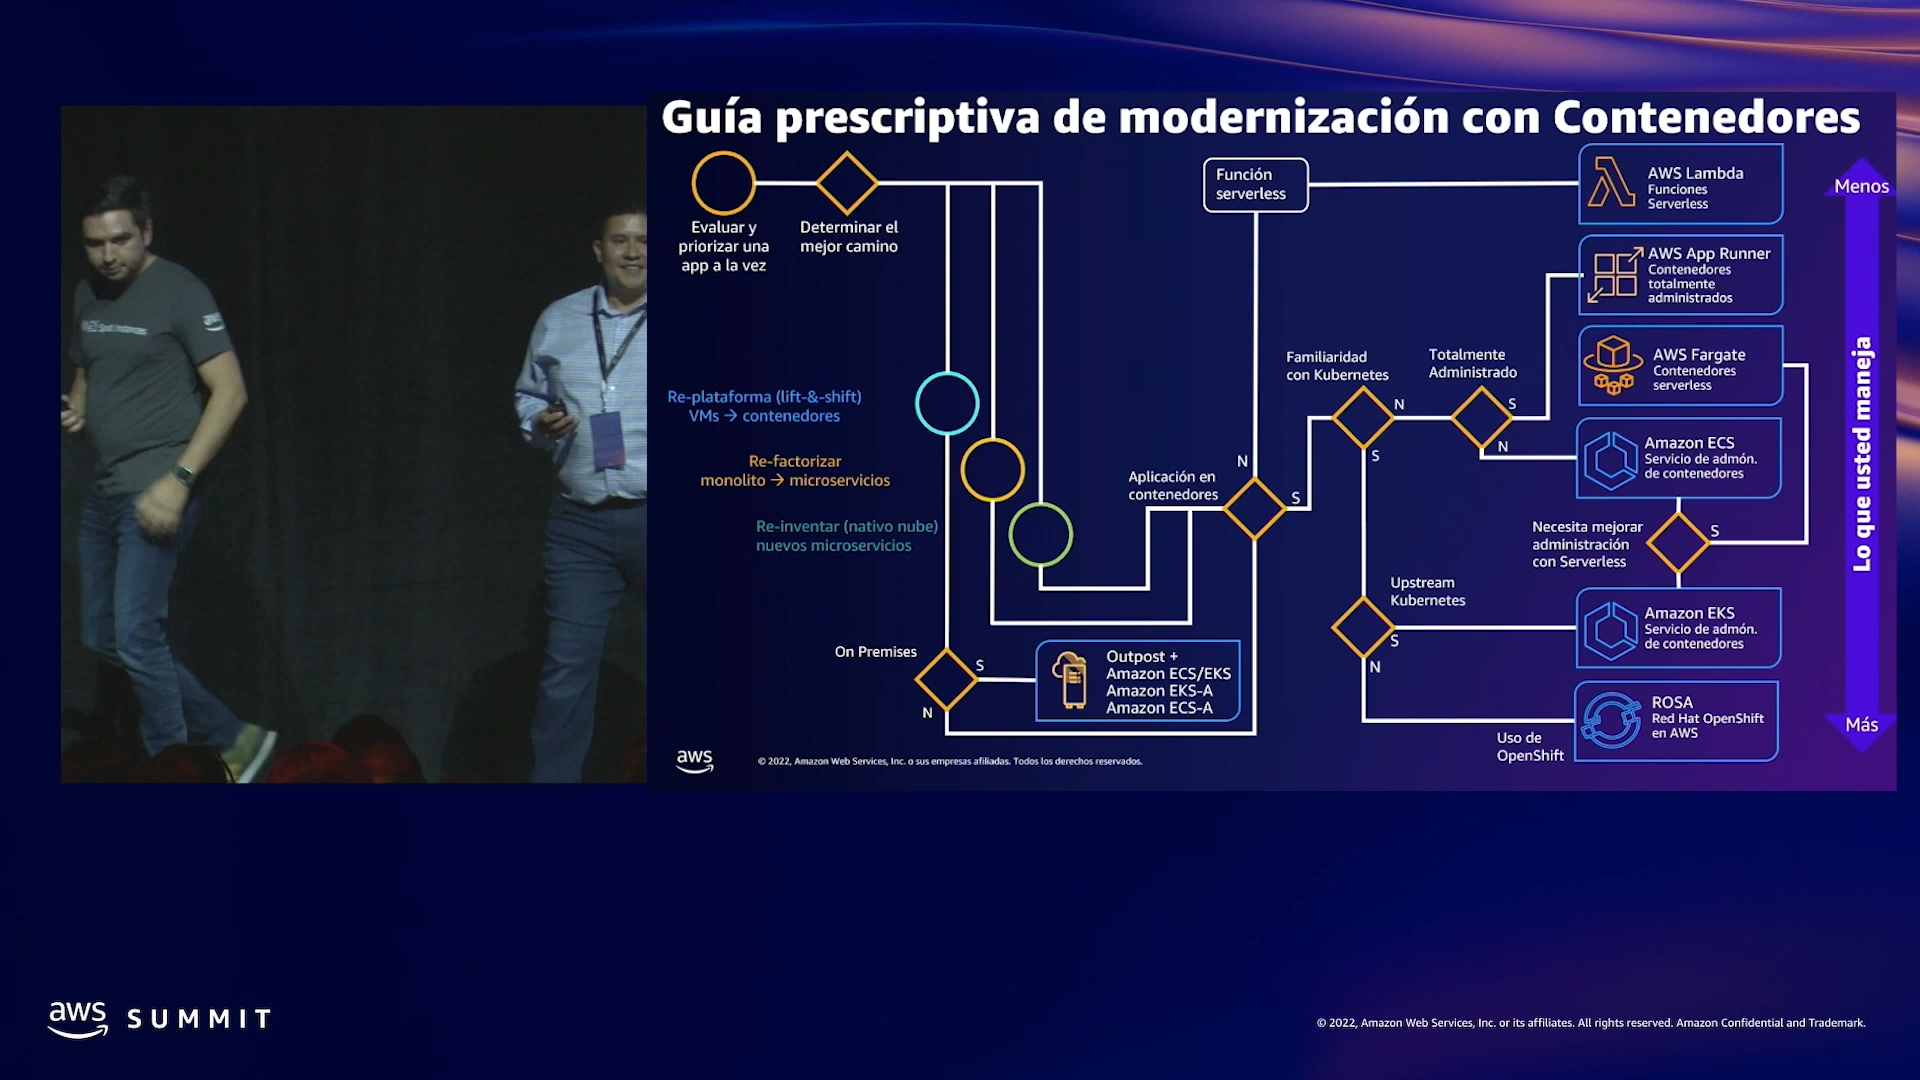 Guía prescriptiva de modernización con Contenedores
Evaluar y
priorizar una
app a la vez
Determinar el
mejor camino
Función
serverless
AWS Lambda
Funciones
Serverless
Menos
AWS App Runner
Contenedores
totalmente
administrados
AWS Fargate
Contenedores
serverless
Familiaridad
con Kubernetes
Totalmente
Administrado
N
S
S
N
Re-plataforma (lift-&-shift)
VMs → contenedores
Re-factorizar
monolito → microservicios
Re-inventar (nativo nube)
nuevos microservicios
Aplicación en
contenedores
N
S
Amazon ECS
Servicio de admón.
de contenedores
Necesita mejorar
administración
con Serverless
S
Upstream
Kubernetes
S
N
Amazon EKS
Servicio de admón.
de contenedores
On Premises
S
N
Outpost +
Amazon ECS/EKS
Amazon EKS-A
Amazon ECS-A
ROSA
Red Hat OpenShift
en AWS
Uso de
OpenShift
Lo que usted maneja
Más
aws
© 2022, Amazon Web Services, Inc. o sus empresas afiliadas. Todos los derechos reservados.
aws SUMMIT
© 2022, Amazon Web Services, Inc. or its affiliates. All rights reserved. Amazon Confidential and Trademark.